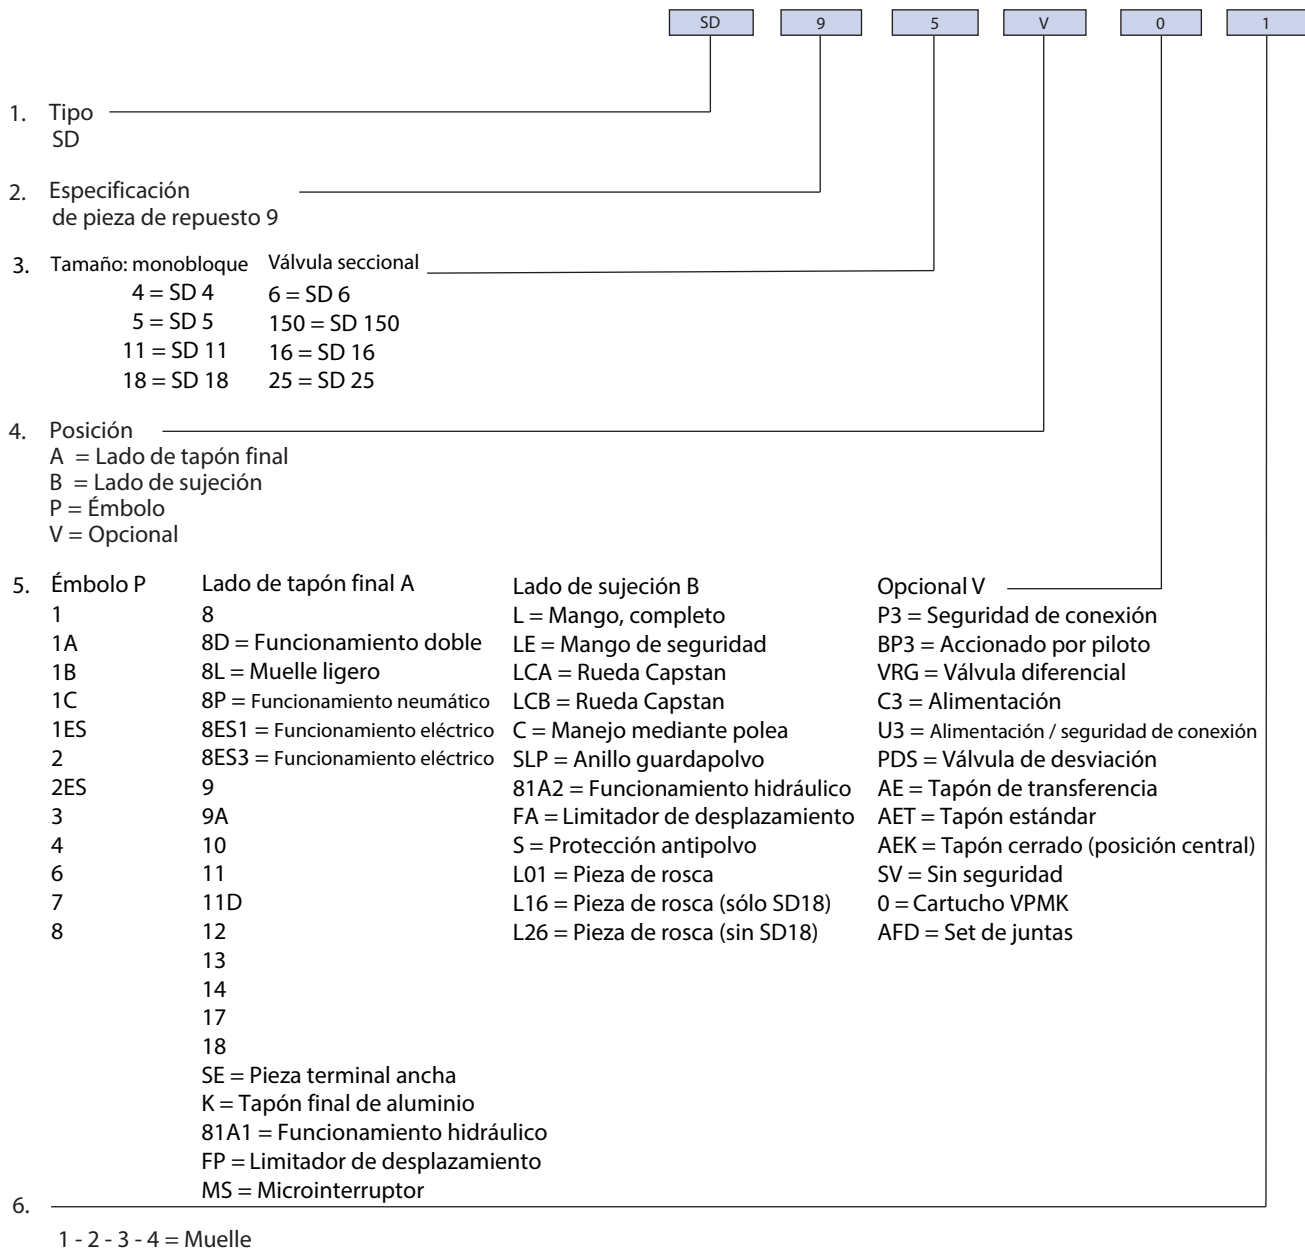 SD 9 5 V 0 1
1. Tipo
SD
2. Especificación
de pieza de repuesto 9
3. Tamaño: monobloque Válvula seccional
4 = SD 4 6 = SD 6
5 = SD 5 150 = SD 150
11 = SD 11 16 = SD 16
18 = SD 18 25 = SD 25
4. Posición
A = Lado de tapón final
B = Lado de sujeción
P = Émbolo
V = Opcional
5. Émbolo P Lado de tapón final A Lado de sujeción B Opcional V
1 8 L = Mango, completo P3 = Seguridad de conexión
1A 8D = Funcionamiento doble LE = Mango de seguridad BP3 = Accionado por piloto
1B 8L = Muelle ligero LCA = Rueda Capstan VRG = Válvula diferencial
1C 8P = Funcionamiento neumático LCB = Rueda Capstan C3 = Alimentación
1ES 8ES1 = Funcionamiento eléctrico C = Manejo mediante polea U3 = Alimentación / seguridad de conexión
2 8ES3 = Funcionamiento eléctrico SLP = Anillo guardapolvo PDS = Válvula de desviación
2ES 9 81A2 = Funcionamiento hidráulico AE = Tapón de transferencia
3 9A FA = Limitador de desplazamiento AET = Tapón estándar
4 10 S = Protección antipolvo AEK = Tapón cerrado (posición central)
6 11 L01 = Pieza de rosca SV = Sin seguridad
7 11D L16 = Pieza de rosca (sólo SD18) 0 = Cartucho VPMK
8 12 L26 = Pieza de rosca (sin SD18) AFD = Set de juntas
13
14
17
18
SE = Pieza terminal ancha
K = Tapón final de aluminio
81A1 = Funcionamiento hidráulico
FP = Limitador de desplazamiento
MS = Microinterruptor
6.
1 - 2 - 3 - 4 = Muelle